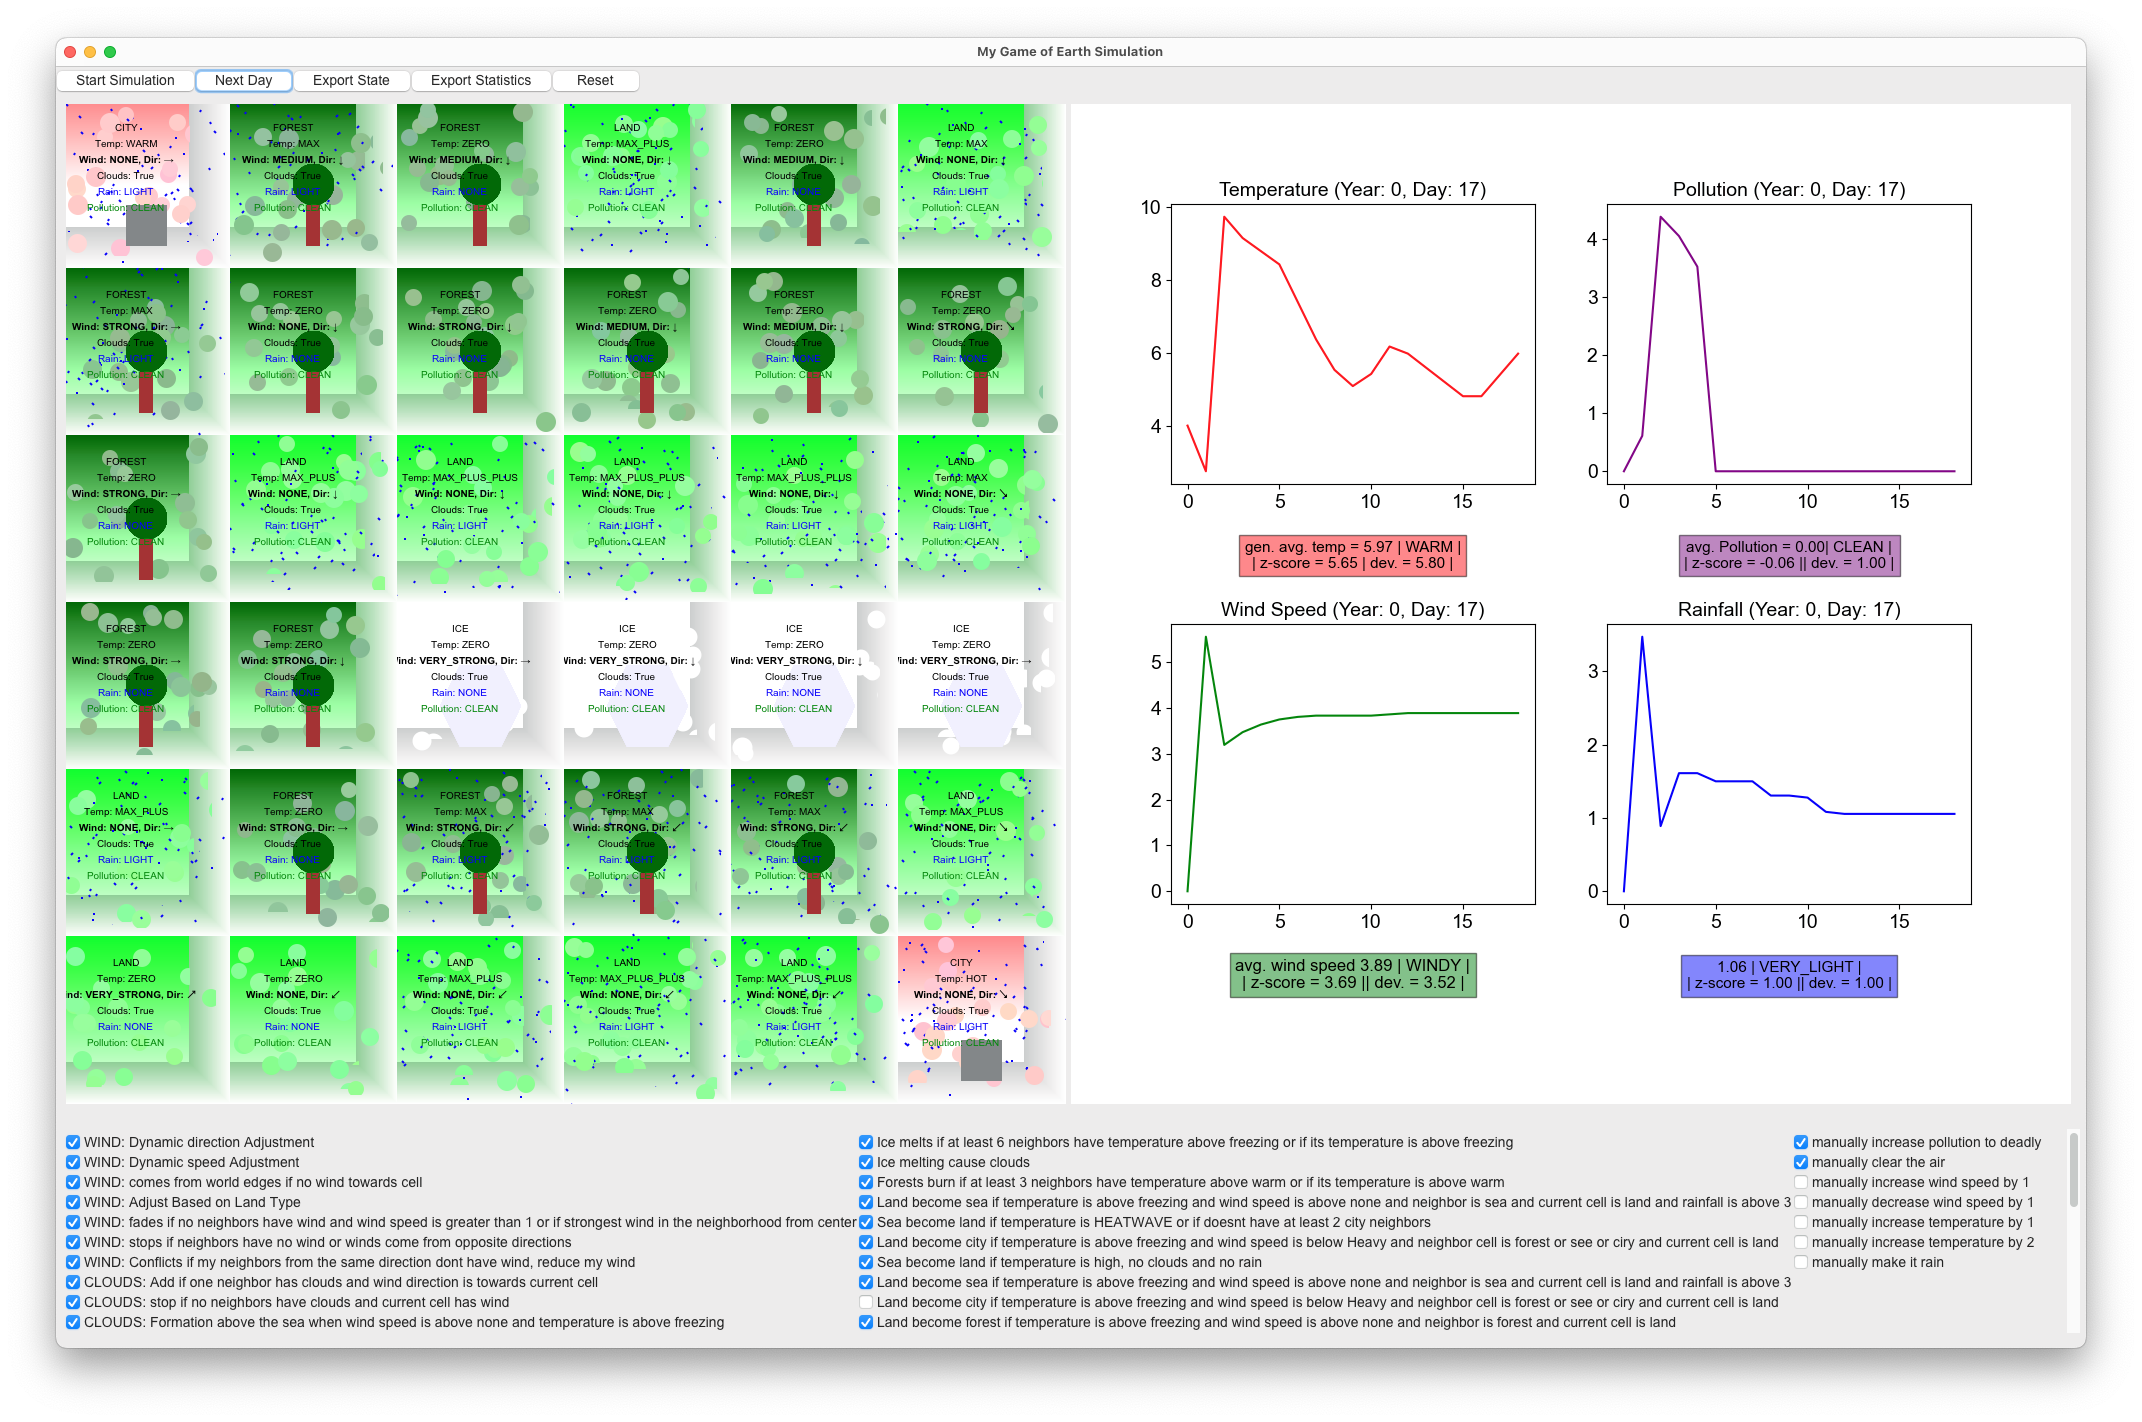 My Game of Earth Simulation
Start Simulation Next Day Export State Export Statistics Reset
CITY FOREST FOREST LAND FOREST LAND
Temp: WARM Temp: MAX Temp: ZERO Temp: MAX_PLUS Temp: ZERO Temp: MAX
Wind: NONE, Dir: → Wind: MEDIUM, Dir: ↓ Wind: MEDIUM, Dir: ↓ Wind: NONE, Dir: ↓ Wind: MEDIUM, Dir: ↓ Wind: NONE, Dir: ↓
Clouds: True Clouds: True Clouds: True Clouds: True Clouds: True Clouds: True
Rain: LIGHT Rain: LIGHT Rain: NONE Rain: LIGHT Rain: NONE Rain: LIGHT
Pollution: CLEAN Pollution: CLEAN Pollution: CLEAN Pollution: CLEAN Pollution: CLEAN Pollution: CLEAN
FOREST FOREST FOREST FOREST FOREST FOREST
Temp: MAX Temp: ZERO Temp: ZERO Temp: ZERO Temp: ZERO Temp: ZERO
Wind: STRONG, Dir: → Wind: NONE, Dir: ↓ Wind: STRONG, Dir: ↓ Wind: MEDIUM, Dir: ↓ Wind: MEDIUM, Dir: ↓ Wind: STRONG, Dir: ↘
Clouds: True Clouds: True Clouds: True Clouds: True Clouds: True Clouds: True
Rain: LIGHT Rain: NONE Rain: NONE Rain: NONE Rain: NONE Rain: NONE
Pollution: CLEAN Pollution: CLEAN Pollution: CLEAN Pollution: CLEAN Pollution: CLEAN Pollution: CLEAN
FOREST LAND LAND LAND LAND LAND
Temp: ZERO Temp: MAX_PLUS Temp: MAX_PLUS_PLUS Temp: MAX_PLUS_PLUS Temp: MAX_PLUS_PLUS Temp: MAX
Wind: STRONG, Dir: → Wind: NONE, Dir: ↓ Wind: NONE, Dir: ↓ Wind: NONE, Dir: ↓ Wind: NONE, Dir: ↓ Wind: NONE, Dir: ↘
Clouds: True Clouds: True Clouds: True Clouds: True Clouds: True Clouds: True
Rain: NONE Rain: LIGHT Rain: LIGHT Rain: LIGHT Rain: LIGHT Rain: LIGHT
Pollution: CLEAN Pollution: CLEAN Pollution: CLEAN Pollution: CLEAN Pollution: CLEAN Pollution: CLEAN
FOREST FOREST ICE ICE ICE ICE
Temp: ZERO Temp: ZERO Temp: ZERO Temp: ZERO Temp: ZERO Temp: ZERO
Wind: STRONG, Dir: → Wind: STRONG, Dir: ↓ Wind: VERY_STRONG, Dir: → Wind: VERY_STRONG, Dir: ↓ Wind: VERY_STRONG, Dir: ↓ Wind: VERY_STRONG, Dir: →
Clouds: True Clouds: True Clouds: True Clouds: True Clouds: True Clouds: True
Rain: NONE Rain: NONE Rain: NONE Rain: NONE Rain: NONE Rain: NONE
Pollution: CLEAN Pollution: CLEAN Pollution: CLEAN Pollution: CLEAN Pollution: CLEAN Pollution: CLEAN
LAND FOREST FOREST FOREST FOREST LAND
Temp: MAX_PLUS Temp: ZERO Temp: MAX Temp: MAX Temp: MAX Temp: MAX_PLUS
Wind: NONE, Dir: → Wind: STRONG, Dir: → Wind: STRONG, Dir: ↙ Wind: STRONG, Dir: ↙ Wind: STRONG, Dir: ↙ Wind: NONE, Dir: ↘
Clouds: True Clouds: True Clouds: True Clouds: True Clouds: True Clouds: True
Rain: LIGHT Rain: NONE Rain: LIGHT Rain: LIGHT Rain: LIGHT Rain: LIGHT
Pollution: CLEAN Pollution: CLEAN Pollution: CLEAN Pollution: CLEAN Pollution: CLEAN Pollution: CLEAN
LAND LAND LAND LAND LAND CITY
Temp: ZERO Temp: ZERO Temp: MAX_PLUS Temp: MAX_PLUS_PLUS Temp: MAX_PLUS_PLUS Temp: HOT
nd: VERY_STRONG, Dir: ↗ Wind: NONE, Dir: ↙ Wind: NONE, Dir: ↙ Wind: NONE, Dir: ↙ Wind: NONE, Dir: ↙ Wind: NONE, Dir: ↘
Clouds: True Clouds: True Clouds: True Clouds: True Clouds: True Clouds: True
Rain: NONE Rain: NONE Rain: LIGHT Rain: LIGHT Rain: LIGHT Rain: LIGHT
Pollution: CLEAN Pollution: CLEAN Pollution: CLEAN Pollution: CLEAN Pollution: CLEAN Pollution: CLEAN
Temperature (Year: 0, Day: 17)
10
8
6
4
0 5 10 15
gen. avg. temp = 5.97 | WARM |
| z-score = 5.65 | dev. = 5.80 |
Pollution (Year: 0, Day: 17)
4
3
2
1
0
0 5 10 15
avg. Pollution = 0.00| CLEAN |
| z-score = -0.06 || dev. = 1.00 |
Wind Speed (Year: 0, Day: 17)
5
4
3
2
1
0
0 5 10 15
avg. wind speed 3.89 | WINDY |
| z-score = 3.69 || dev. = 3.52 |
Rainfall (Year: 0, Day: 17)
3
2
1
0
0 5 10 15
1.06 | VERY_LIGHT |
| z-score = 1.00 || dev. = 1.00 |
WIND: Dynamic direction Adjustment
WIND: Dynamic speed Adjustment
WIND: comes from world edges if no wind towards cell
WIND: Adjust Based on Land Type
WIND: fades if no neighbors have wind and wind speed is greater than 1 or if strongest wind in the neighborhood from center
WIND: stops if neighbors have no wind or winds come from opposite directions
WIND: Conflicts if my neighbors from the same direction dont have wind, reduce my wind
CLOUDS: Add if one neighbor has clouds and wind direction is towards current cell
CLOUDS: stop if no neighbors have clouds and current cell has wind
CLOUDS: Formation above the sea when wind speed is above none and temperature is above freezing
Ice melts if at least 6 neighbors have temperature above freezing or if its temperature is above freezing
Ice melting cause clouds
Forests burn if at least 3 neighbors have temperature above warm or if its temperature is above warm
Land become sea if temperature is above freezing and wind speed is above none and neighbor is sea and current cell is land and rainfall is above 3
Sea become land if temperature is HEATWAVE or if doesnt have at least 2 city neighbors
Land become city if temperature is above freezing and wind speed is below Heavy and neighbor cell is forest or see or ciry and current cell is land
Sea become land if temperature is high, no clouds and no rain
Land become sea if temperature is above freezing and wind speed is above none and neighbor is sea and current cell is land and rainfall is above 3
Land become city if temperature is above freezing and wind speed is below Heavy and neighbor cell is forest or see or ciry and current cell is land
Land become forest if temperature is above freezing and wind speed is above none and neighbor is forest and current cell is land
manually increase pollution to deadly
manually clear the air
manually increase wind speed by 1
manually decrease wind speed by 1
manually increase temperature by 1
manually increase temperature by 2
manually make it rain